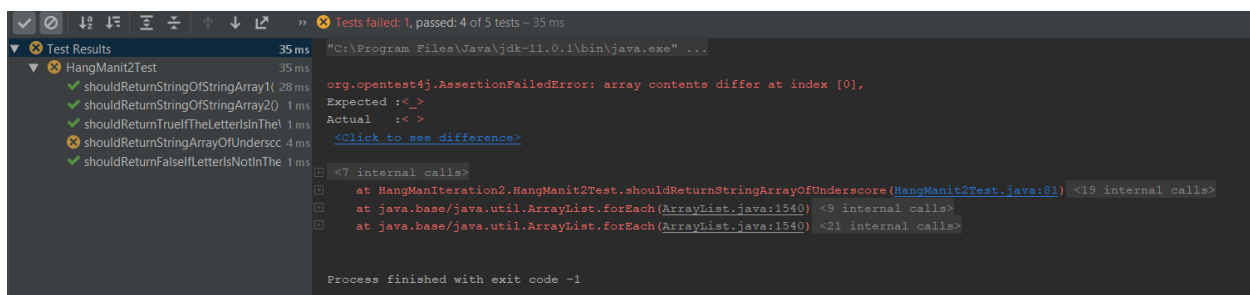 Tests failed: 1, passed: 4 of 5 tests – 35 ms
Test Results 35 ms
HangManit2Test 35 ms
shouldReturnStringOfStringArray1( 28 ms
shouldReturnStringOfStringArray2() 1 ms
shouldReturnTrueIfTheLetterIsInTheW 1 ms
shouldReturnStringArrayOfUndersco 4 ms
shouldReturnFalseIfLetterIsNotInThe 1 ms
"C:\Program Files\Java\jdk-11.0.1\bin\java.exe" ...
org.opentest4j.AssertionFailedError: array contents differ at index [0],
Expected :<_>
Actual   :< >
<Click to see difference>
<7 internal calls>
at HangManIteration2.HangManit2Test.shouldReturnStringArrayOfUnderscore(HangManit2Test.java:81) <19 internal calls>
at java.base/java.util.ArrayList.forEach(ArrayList.java:1540) <9 internal calls>
at java.base/java.util.ArrayList.forEach(ArrayList.java:1540) <21 internal calls>
Process finished with exit code -1